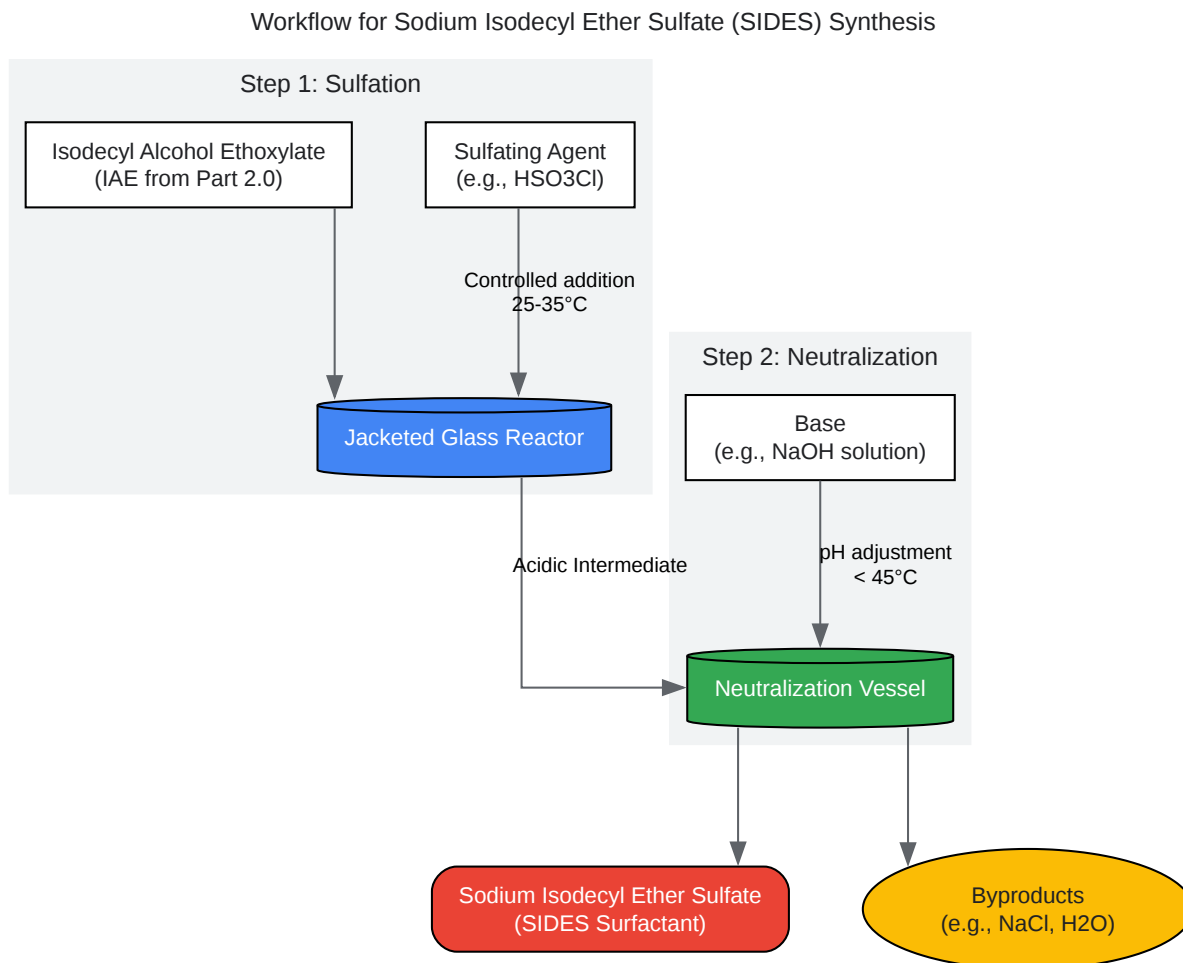 Workflow for Sodium Isodecyl Ether Sulfate (SIDES) Synthesis
Step 1: Sulfation
Isodecyl Alcohol Ethoxylate
(IAE from Part 2.0)
Sulfating Agent
(e.g., HSO3Cl)
Controlled addition
25-35°C
Jacketed Glass Reactor
Step 2: Neutralization
Base
(e.g., NaOH solution)
Acidic Intermediate
pH adjustment
< 45°C
Neutralization Vessel
Sodium Isodecyl Ether Sulfate
(SIDES Surfactant)
Byproducts
(e.g., NaCl, H2O)